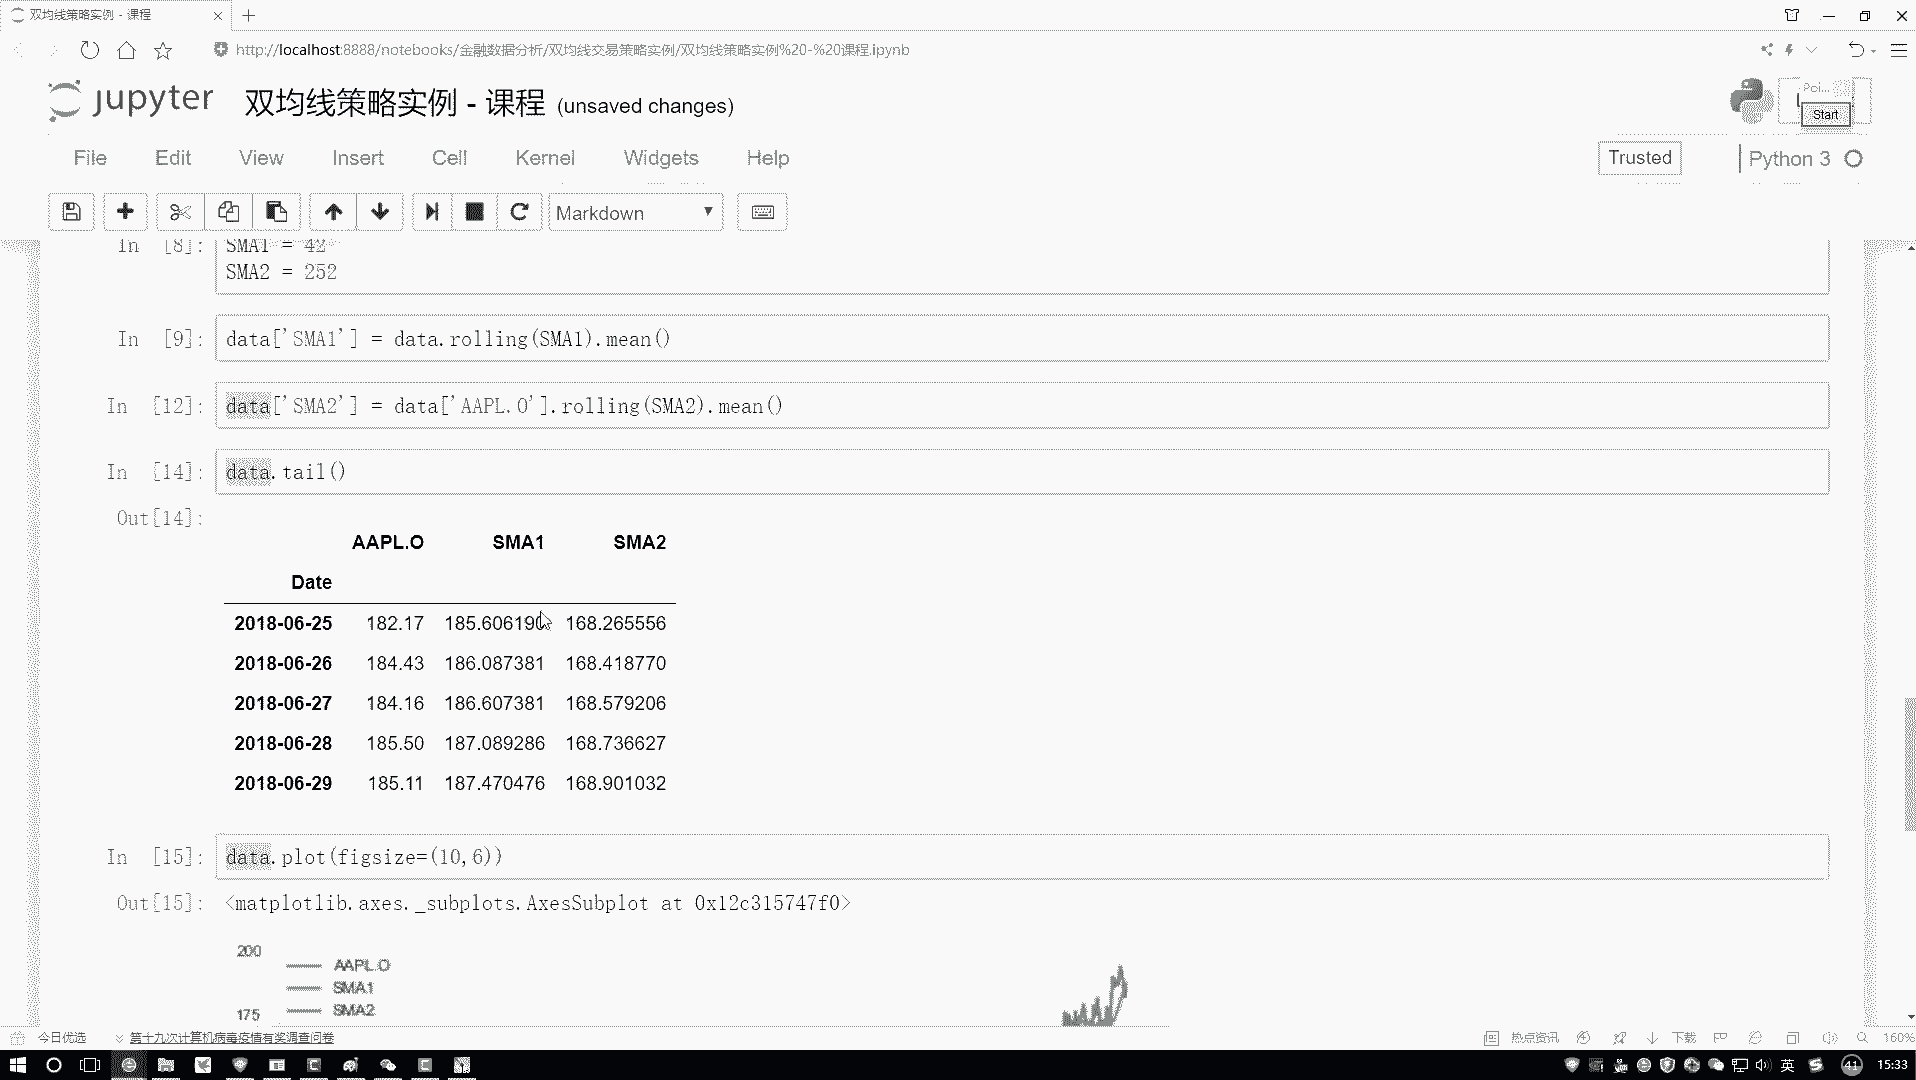 双均线策略实例 - 课程
http://localhost:8888/notebooks/金融数据分析/双均线交易策略实例/双均线策略实例%20-%20课程.ipynb
jupyter 双均线策略实例 - 课程 (unsaved changes)
Poi...
Start
File Edit View Insert Cell Kernel Widgets Help
Trusted
Python 3
Markdown
In [8]: SMA1 = 42
SMA2 = 252
In [9]: data['SMA1'] = data.rolling(SMA1).mean()
In [12]: data['SMA2'] = data['AAPL.O'].rolling(SMA2).mean()
In [14]: data.tail()
Out[14]:
AAPL.O SMA1 SMA2
Date
2018-06-25 182.17 185.606190 168.265556
2018-06-26 184.43 186.087381 168.418770
2018-06-27 184.16 186.607381 168.579206
2018-06-28 185.50 187.089286 168.736627
2018-06-29 185.11 187.470476 168.901032
In [15]: data.plot(figsize=(10,6))
Out[15]: <matplotlib.axes._subplots.AxesSubplot at 0x12c315747f0>
200
AAPL.O
SMA1
SMA2
175
今日优选
第十九次计算机病毒疫情有奖调查问卷
热点资讯
下载
160%
英
41
15:33